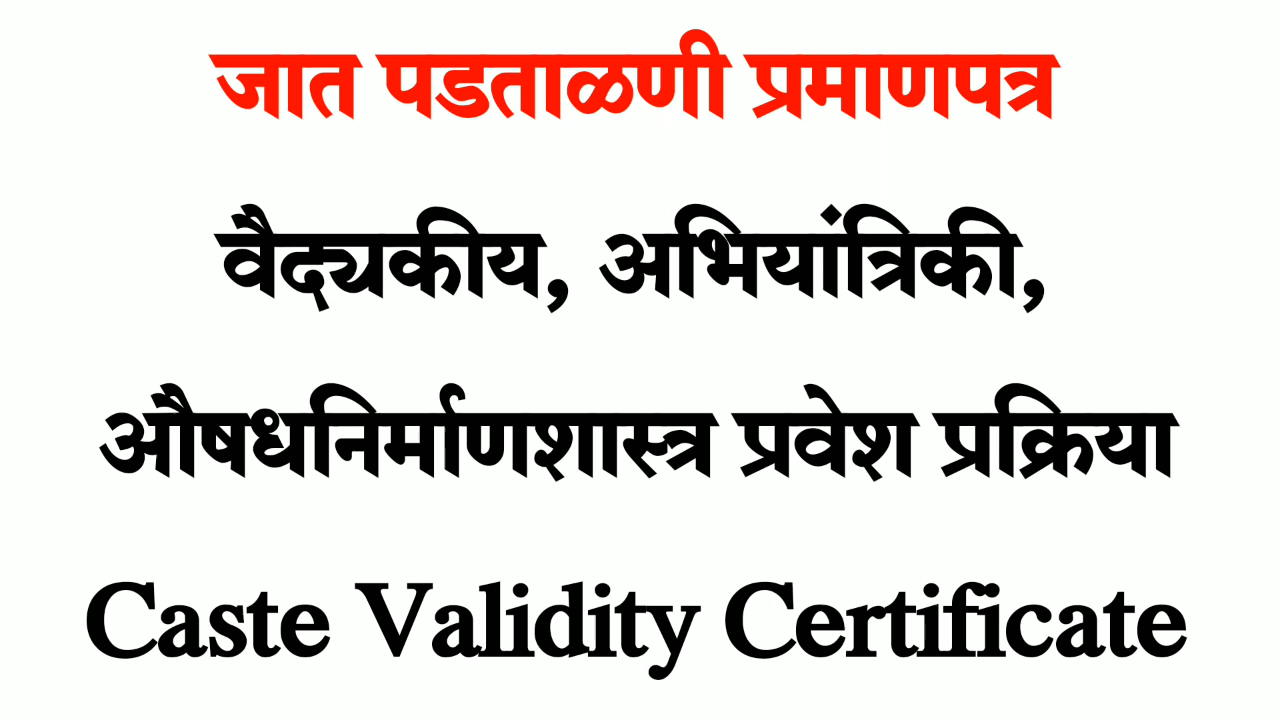 जात पडताळणी प्रमाणपत्र
वैद्यकीय, अभियांत्रिकी,
औषधनिर्माणशास्त्र प्रवेश प्रक्रिया
Caste Validity Certificate